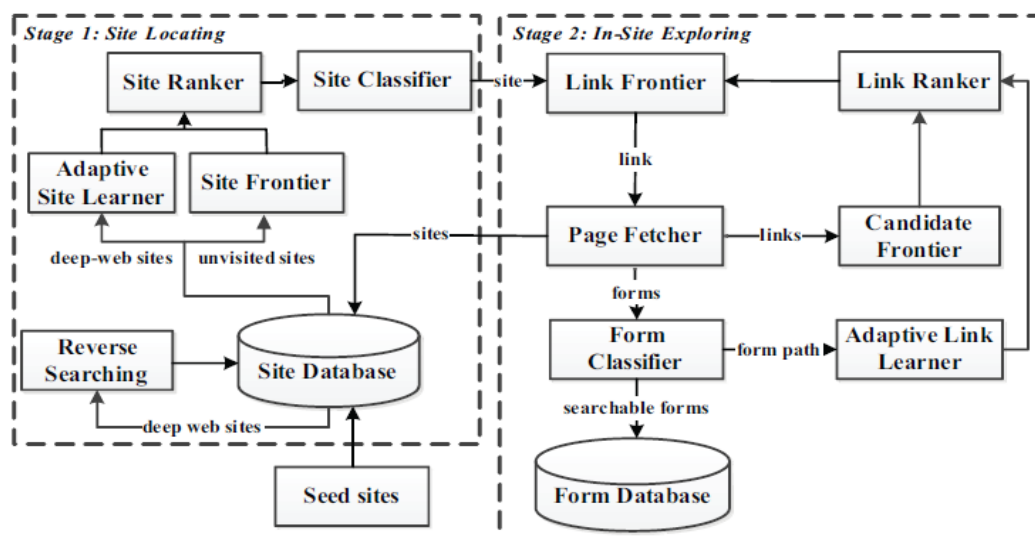 Stage 1: Site Locating
Stage 2: In-Site Exploring
Site Ranker
Site Classifier
site
Link Frontier
Link Ranker
link
Adaptive
Site Learner
Site Frontier
sites
Page Fetcher
links
Candidate
Frontier
deep-web sites
unvisited sites
forms
Reverse
Searching
Site Database
Form
Classifier
form path
Adaptive Link
Learner
deep web sites
searchable forms
Seed sites
Form Database